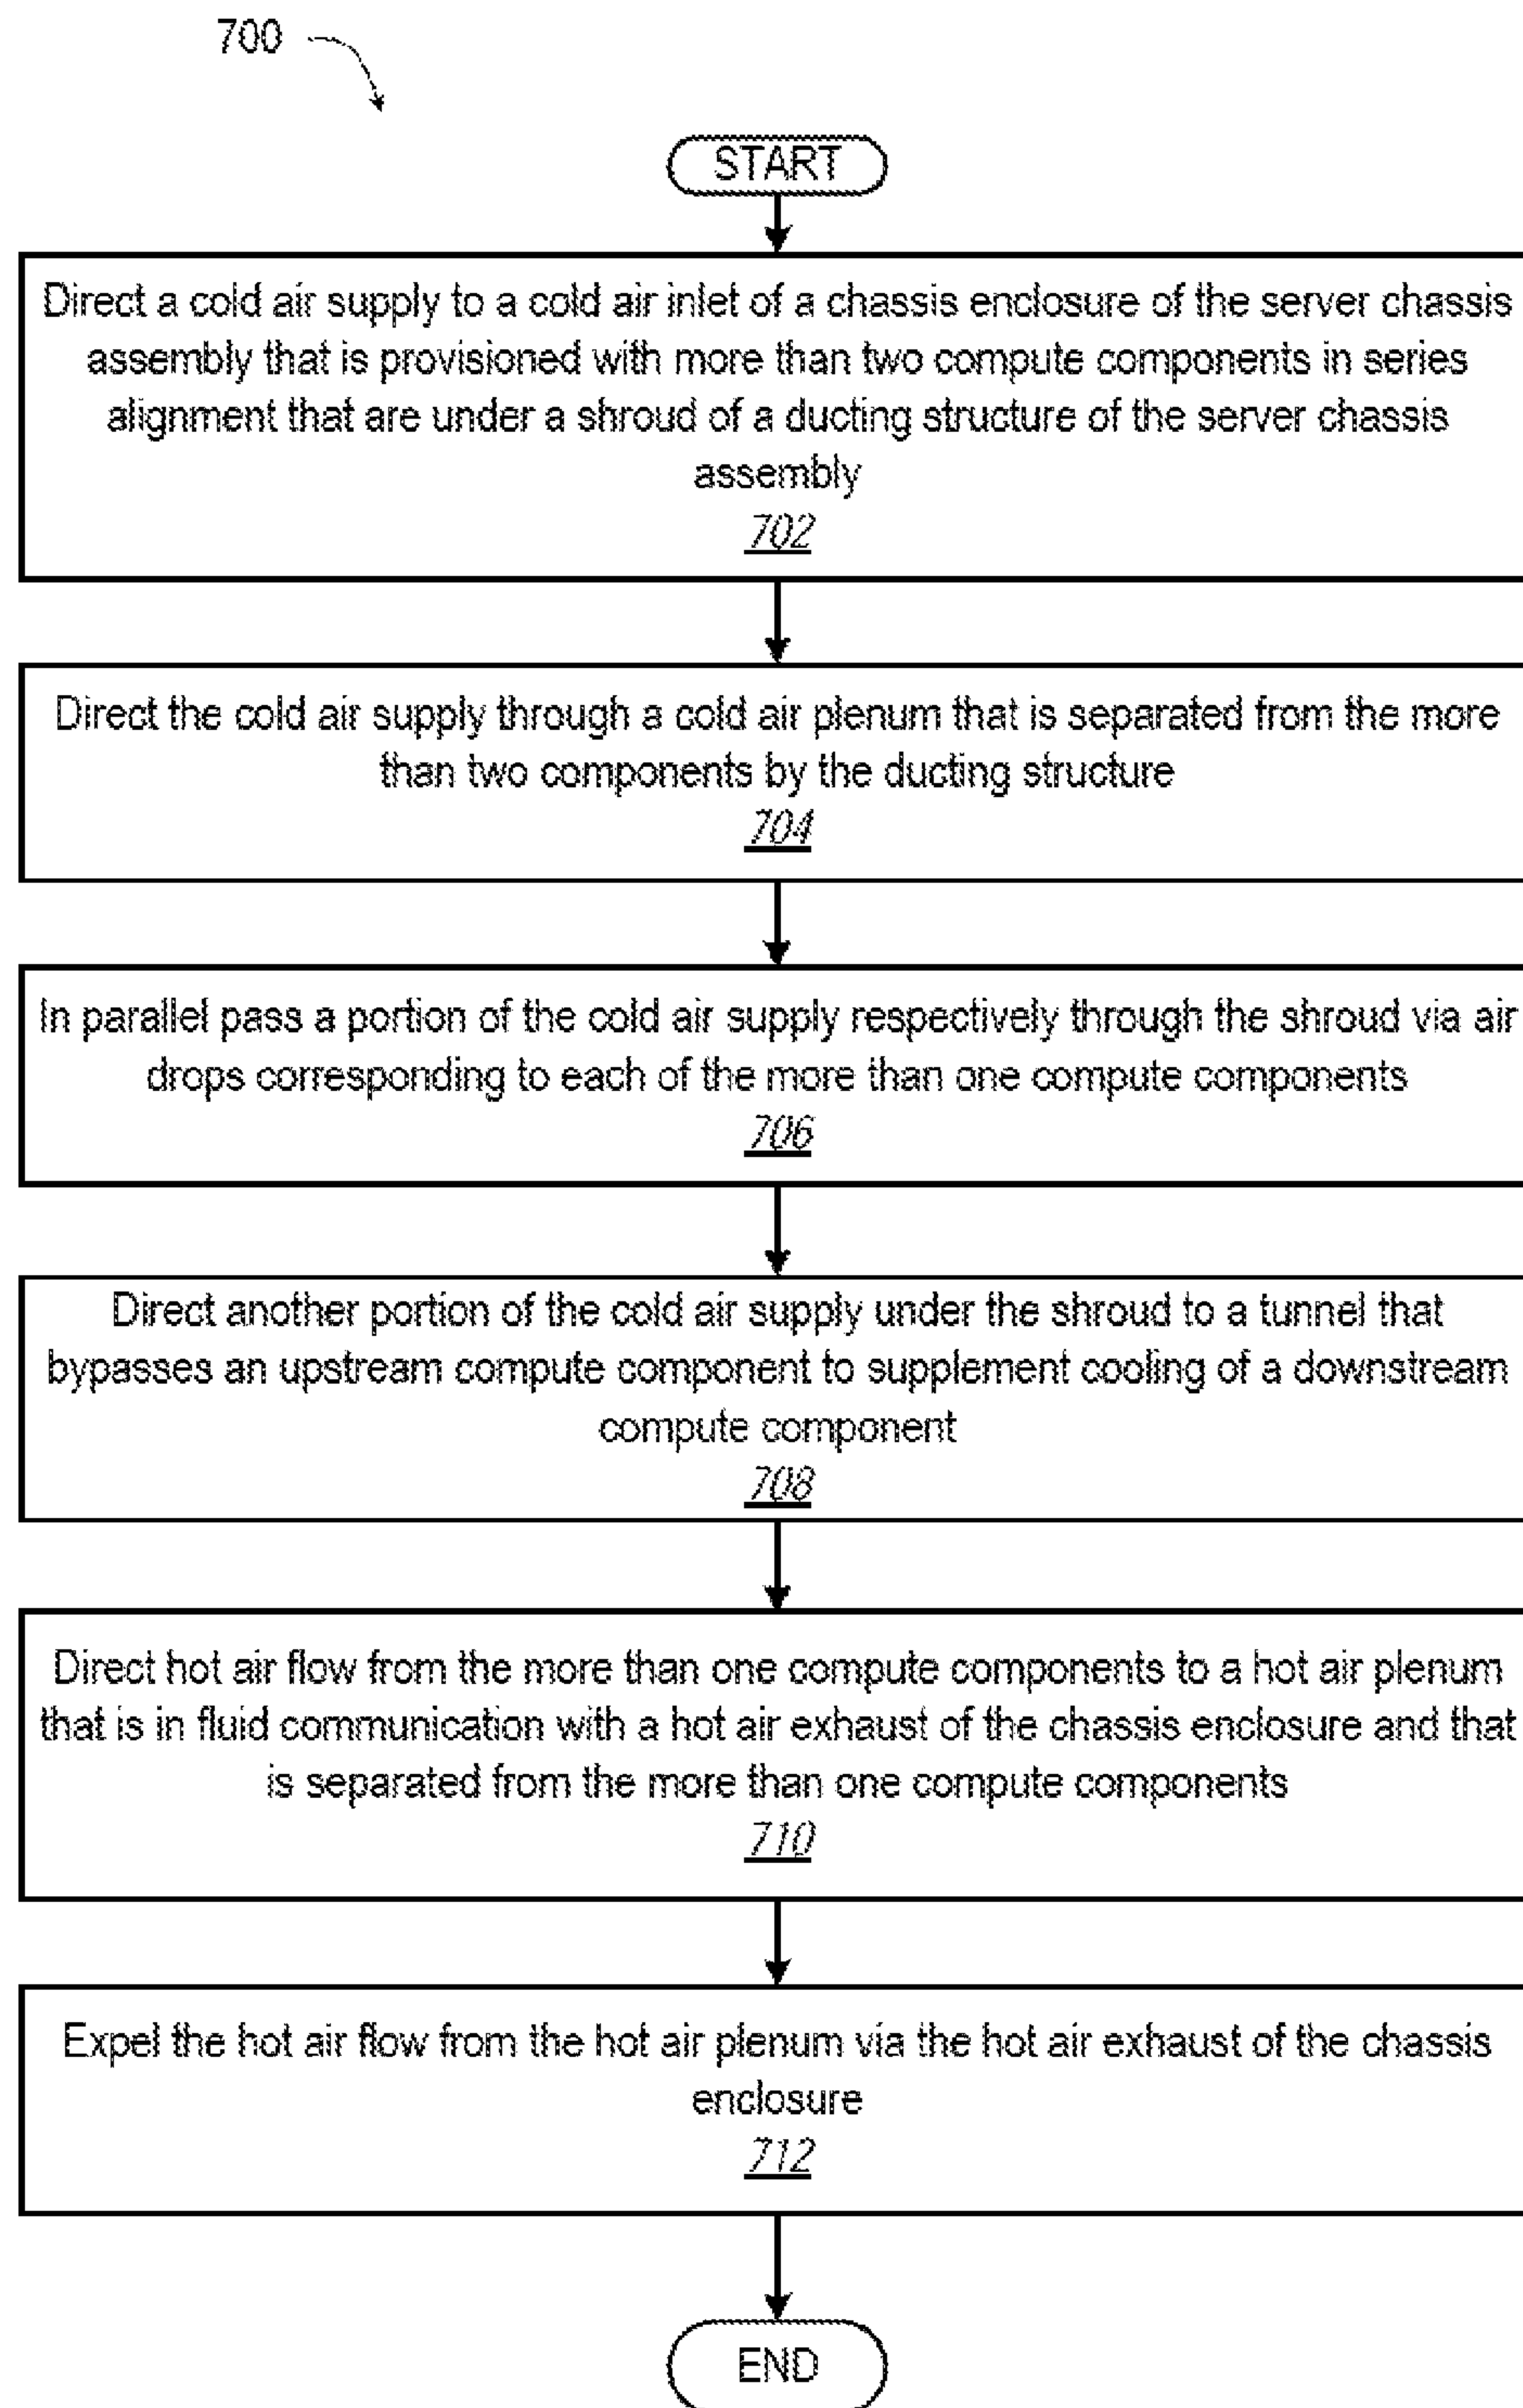 700
START
Direct a cold air supply to a cold air inlet of a chassis enclosure of the server chassis
assembly that is provisioned with more than two compute components in series
alignment that are under a shroud of a ducting structure of the server chassis
assembly
702
Direct the cold air supply through a cold air plenum that is separated from the more
than two components by the ducting structure
704
In parallel pass a portion of the cold air supply respectively through the shroud via air
drops corresponding to each of the more than one compute components
706
Direct another portion of the cold air supply under the shroud to a tunnel that
bypasses an upstream compute component to supplement cooling of a downstream
compute component
708
Direct hot air flow from the more than one compute components to a hot air plenum
that is in fluid communication with a hot air exhaust of the chassis enclosure and that
is separated from the more than one compute components
710
Expel the hot air flow from the hot air plenum via the hot air exhaust of the chassis
enclosure
712
END